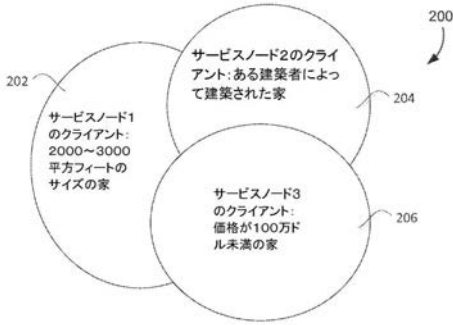 200
202
サービスノード1
のクライアント:
2000～3000
平方フィートの
サイズの家
サービスノード2のクライ
アント:ある建築者によっ
て建築された家
204
サービスノード3
のクライアント:
価格が100万ド
ル未満の家
206